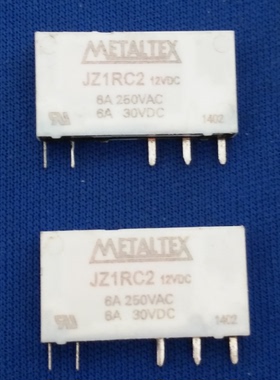 METALTEX
JZ1RC2 12VDC
6A 250VAC
6A 30VDC
1402
METALTEX
JZ1RC2 12VDC
6A 250VAC
6A 30VDC
1402